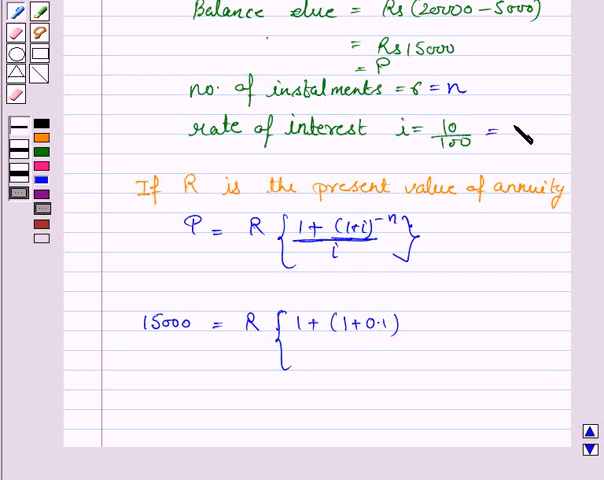 Balance due = Rs (20000 - 5000)
= Rs 15000
= P
no. of instalments = 6 = n
rate of interest i = 10/100 =
If R is the present value of annuity
P = R { 1 + (1+i)^-n / i }
15000 = R { 1 + (1+0.1)